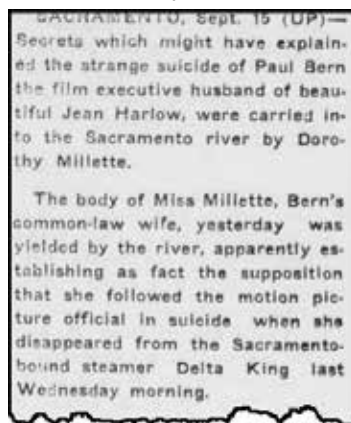 SACRAMENTO, Sept. 15 (UP)—
Secrets which might have explain-
ed the strange suicide of Paul Bern
the film executive husband of beau-
tiful Jean Harlow, were carried in-
to the Sacramento river by Doro-
thy Millette.
The body of Miss Millette, Bern's
common-law wife, yesterday was
yielded by the river, apparently es-
tablishing as fact the supposition
that she followed the motion pic-
ture official in suicide when she
disappeared from the Sacramento-
bound steamer Delta King last
Wednesday morning.